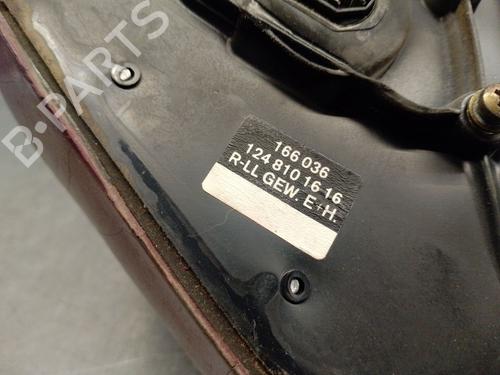 B-PARTS
166 036
124 810 16 16
R-LL GEW. E+H.